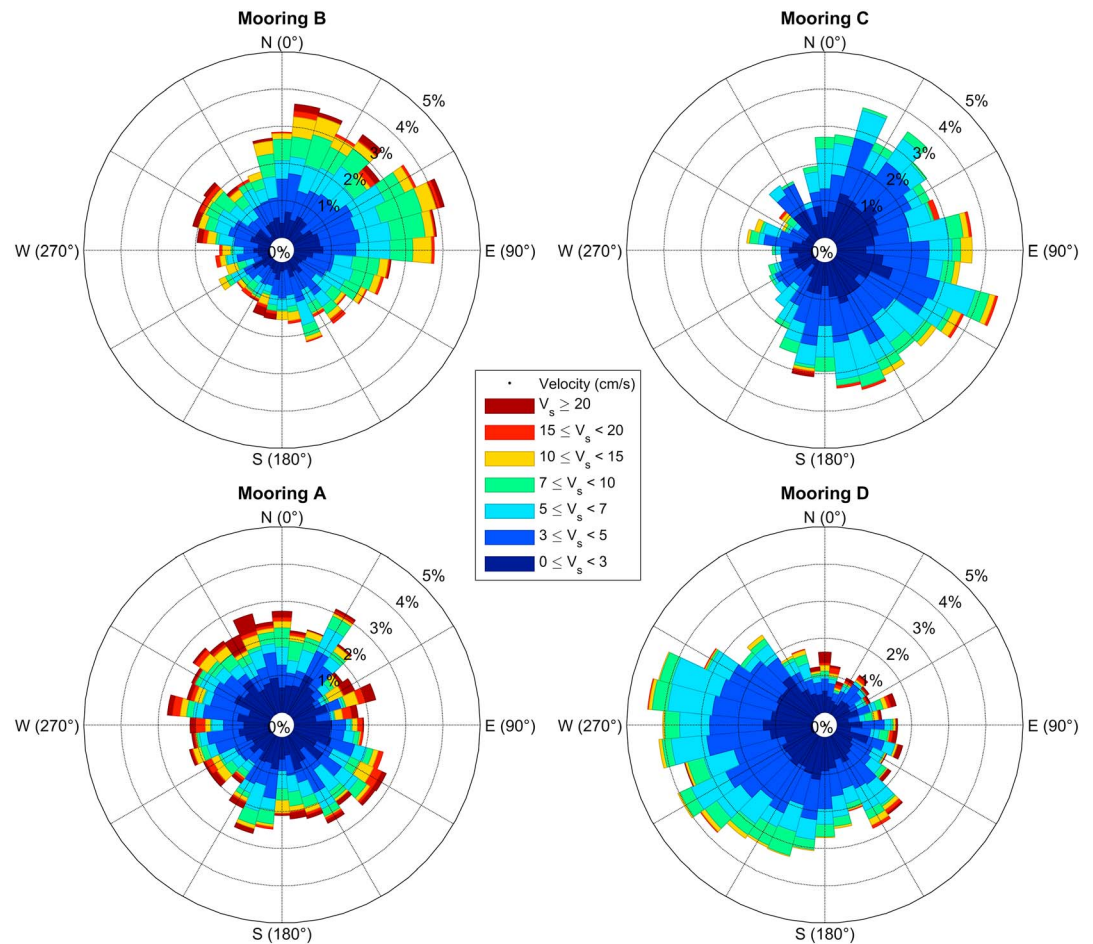 Mooring B
N (0°)
5%
4%
3%
2%
1%
0%
W (270°)
E (90°)
S (180°)
Mooring C
N (0°)
5%
4%
3%
2%
1%
0%
W (270°)
E (90°)
S (180°)
Velocity (cm/s)
V_s ≥ 20
15 ≤ V_s < 20
10 ≤ V_s < 15
7 ≤ V_s < 10
5 ≤ V_s < 7
3 ≤ V_s < 5
0 ≤ V_s < 3
Mooring A
N (0°)
5%
4%
3%
2%
1%
0%
W (270°)
E (90°)
S (180°)
Mooring D
N (0°)
5%
4%
3%
2%
1%
0%
W (270°)
E (90°)
S (180°)